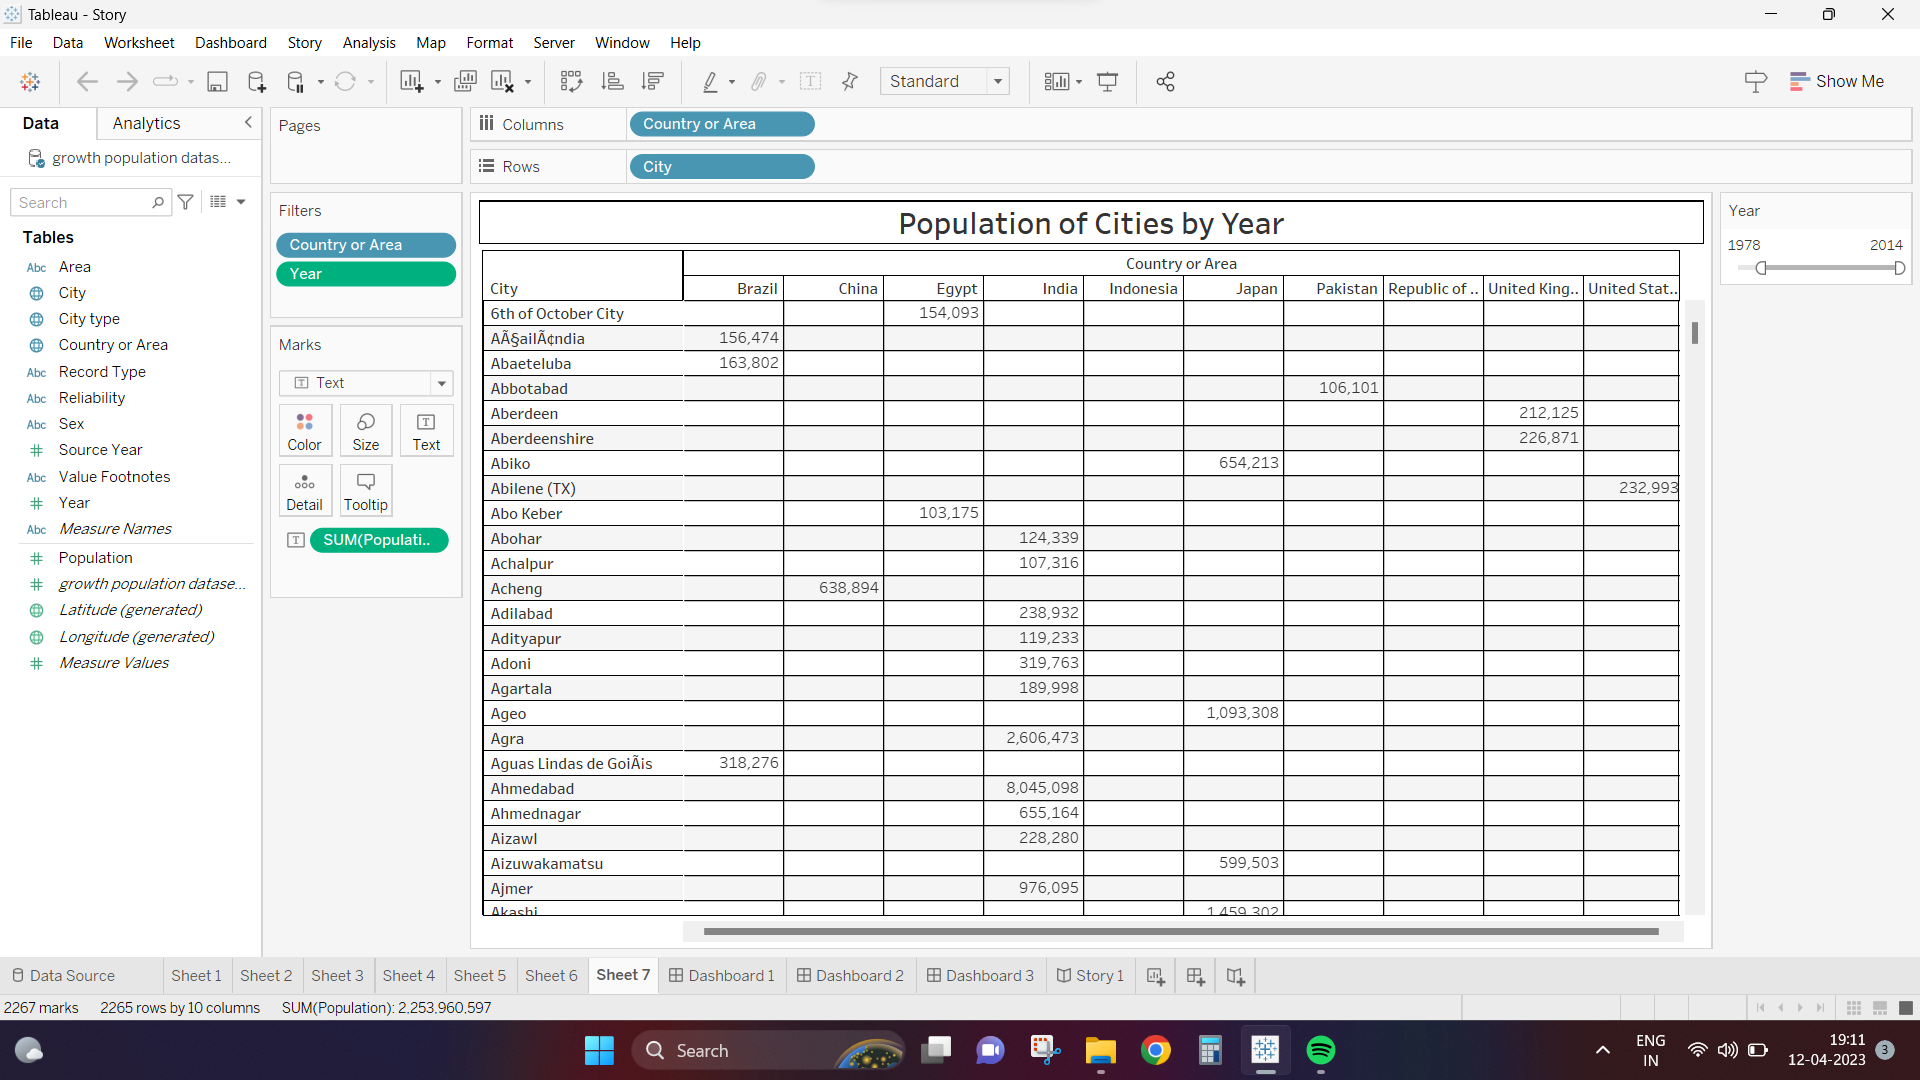 Tableau - Story
File Data Worksheet Dashboard Story Analysis Map Format Server Window Help
Standard
Show Me
Data Analytics
growth population datas...
Search
Tables
Abc Area
City
City type
Country or Area
Abc Record Type
Abc Reliability
Abc Sex
# Source Year
Abc Value Footnotes
# Year
Abc Measure Names
# Population
# growth population datase...
Latitude (generated)
Longitude (generated)
# Measure Values
Pages
Filters
Country or Area
Year
Marks
T Text
Color Size T Text
Detail Tooltip
T SUM(Populati..
Columns Country or Area
Rows City
Population of Cities by Year
Country or Area
City Brazil China Egypt India Indonesia Japan Pakistan Republic of .. United King.. United Stat..
6th of October City 154,093
AÃ§ailÃ¢ndia 156,474
Abaeteluba 163,802
Abbotabad 106,101
Aberdeen 212,125
Aberdeenshire 226,871
Abiko 654,213
Abilene (TX) 232,993
Abo Keber 103,175
Abohar 124,339
Achalpur 107,316
Acheng 638,894
Adilabad 238,932
Adityapur 119,233
Adoni 319,763
Agartala 189,998
Ageo 1,093,308
Agra 2,606,473
Aguas Lindas de GoiÃis 318,276
Ahmedabad 8,045,098
Ahmednagar 655,164
Aizawl 228,280
Aizuwakamatsu 599,503
Ajmer 976,095
Akashi 1,459,302
Year
1978 2014
Data Source Sheet 1 Sheet 2 Sheet 3 Sheet 4 Sheet 5 Sheet 6 Sheet 7 Dashboard 1 Dashboard 2 Dashboard 3 Story 1
2267 marks 2265 rows by 10 columns SUM(Population): 2,253,960,597
Search
ENG
IN
19:11
12-04-2023
3